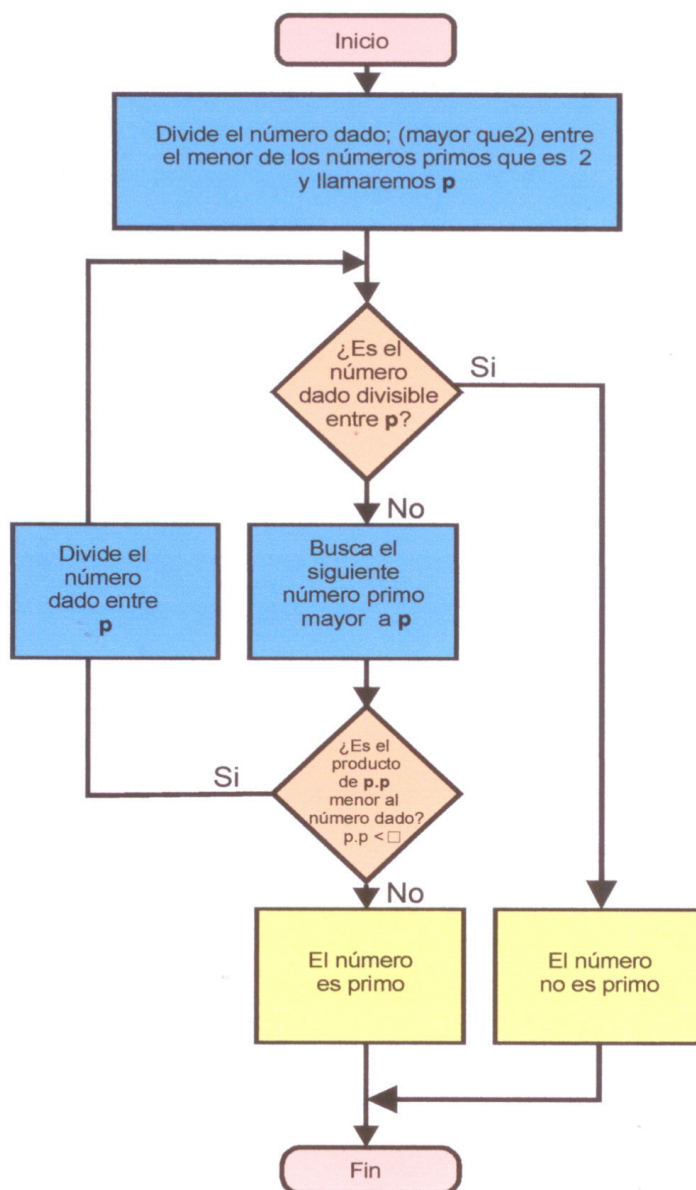 Inicio
Divide el número dado; (mayor que2) entre
el menor de los números primos que es 2
y llamaremos p
¿Es el
número
dado divisible
entre p?
Si
No
Divide el
número
dado entre
p
Busca el
siguiente
número primo
mayor a p
¿Es el
producto
de p.p
menor al
número dado?
p.p < □
Si
No
El número
es primo
El número
no es primo
Fin